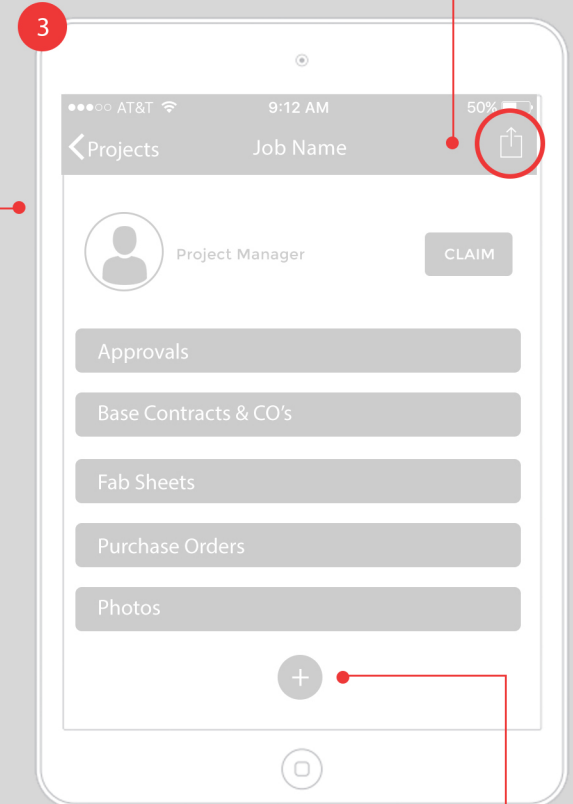 3
AT&T 9:12 AM 50%
Projects Job Name
Project Manager CLAIM
Approvals
Base Contracts & CO's
Fab Sheets
Purchase Orders
Photos
+